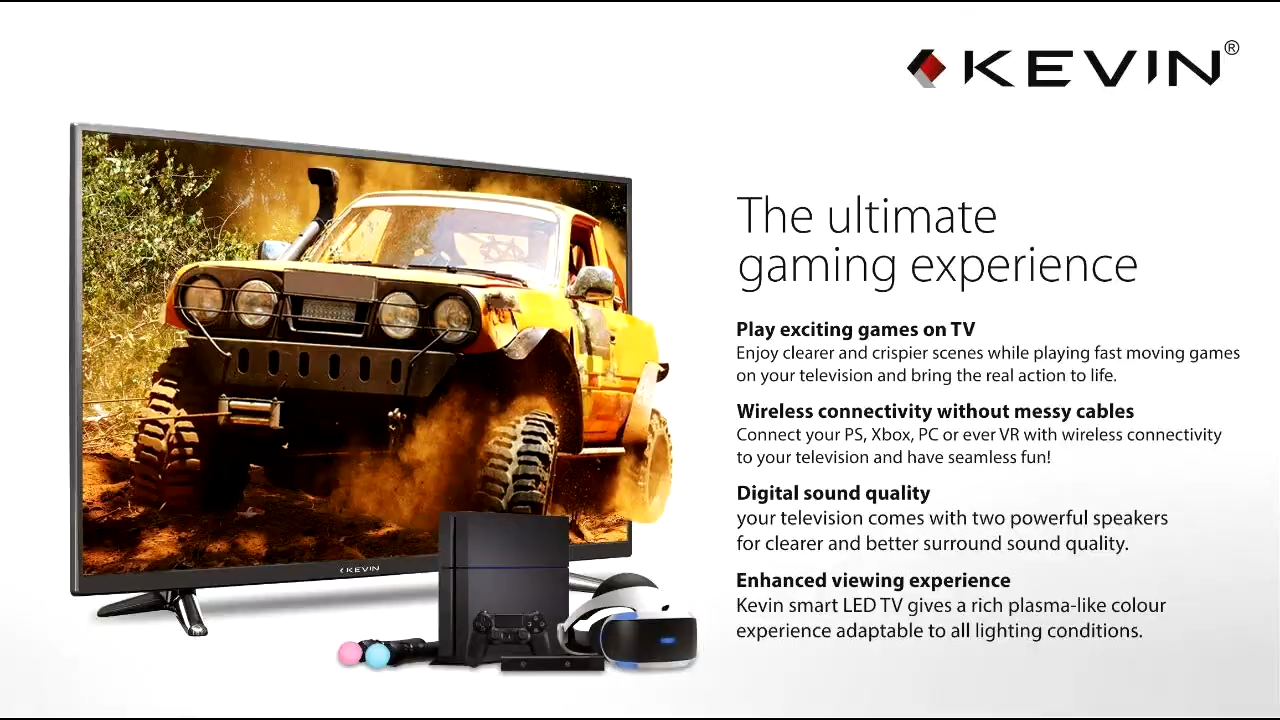 KEVIN®
The ultimate
gaming experience
Play exciting games on TV
Enjoy clearer and crispier scenes while playing fast moving games
on your television and bring the real action to life.
Wireless connectivity without messy cables
Connect your PS, Xbox, PC or ever VR with wireless connectivity
to your television and have seamless fun!
Digital sound quality
your television comes with two powerful speakers
for clearer and better surround sound quality.
Enhanced viewing experience
Kevin smart LED TV gives a rich plasma-like colour
experience adaptable to all lighting conditions.
KEVIN